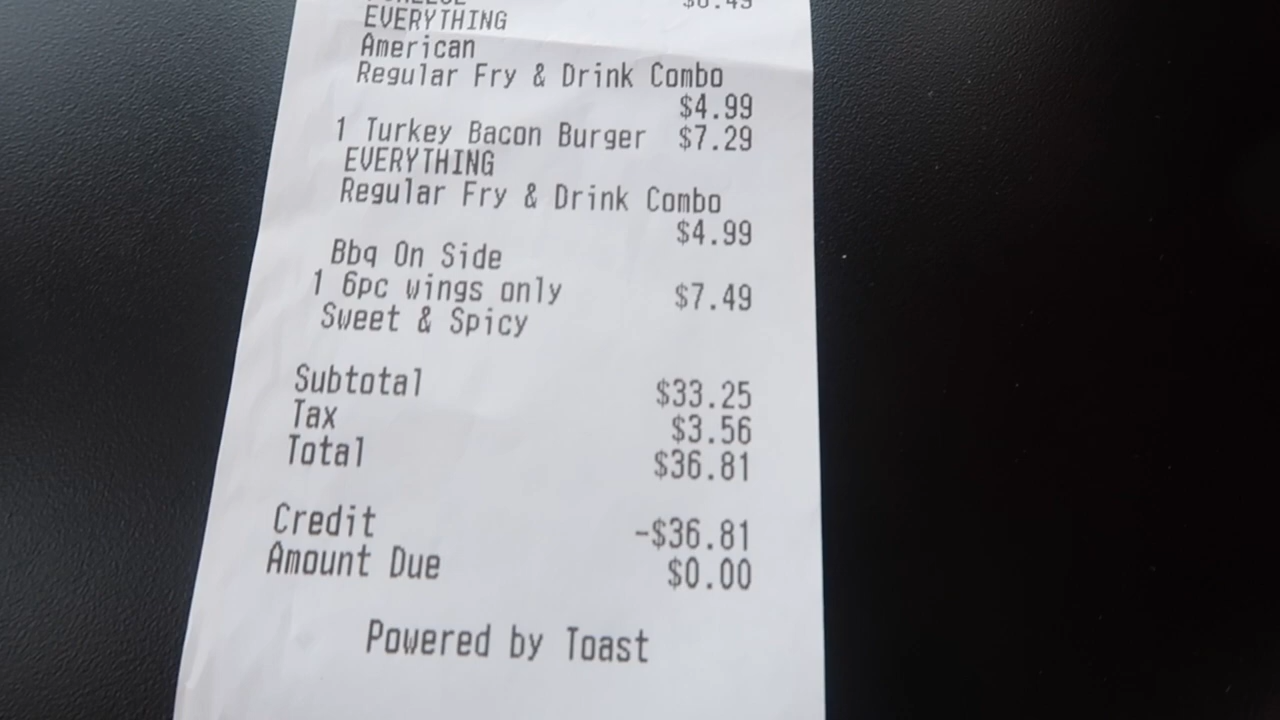 EVERYTHING
American
Regular Fry & Drink Combo
$4.99
1 Turkey Bacon Burger $7.29
EVERYTHING
Regular Fry & Drink Combo
$4.99
Bbq On Side
1 6pc wings only $7.49
Sweet & Spicy
Subtotal $33.25
Tax $3.56
Total $36.81
Credit -$36.81
Amount Due $0.00
Powered by Toast